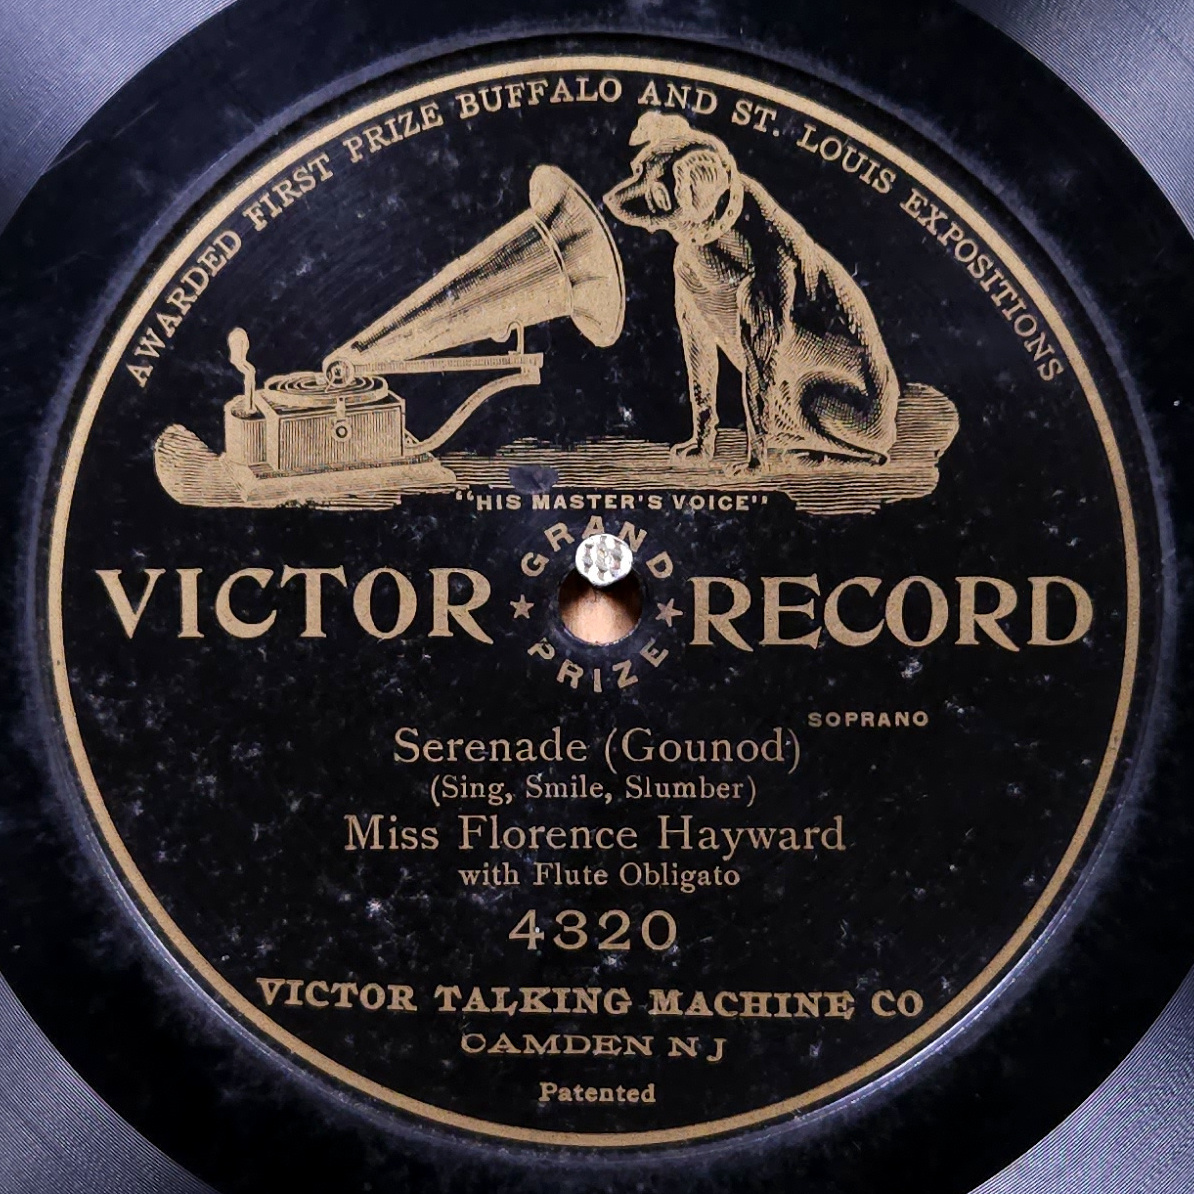 AWARDED FIRST PRIZE BUFFALO AND ST. LOUIS EXPOSITIONS
"HIS MASTER'S VOICE"
GRAND
VICTOR RECORD
PRIZE
SOPRANO
Serenade (Gounod)
(Sing, Smile, Slumber)
Miss Florence Hayward
with Flute Obligato
4320
VICTOR TALKING MACHINE CO
CAMDEN N J
Patented